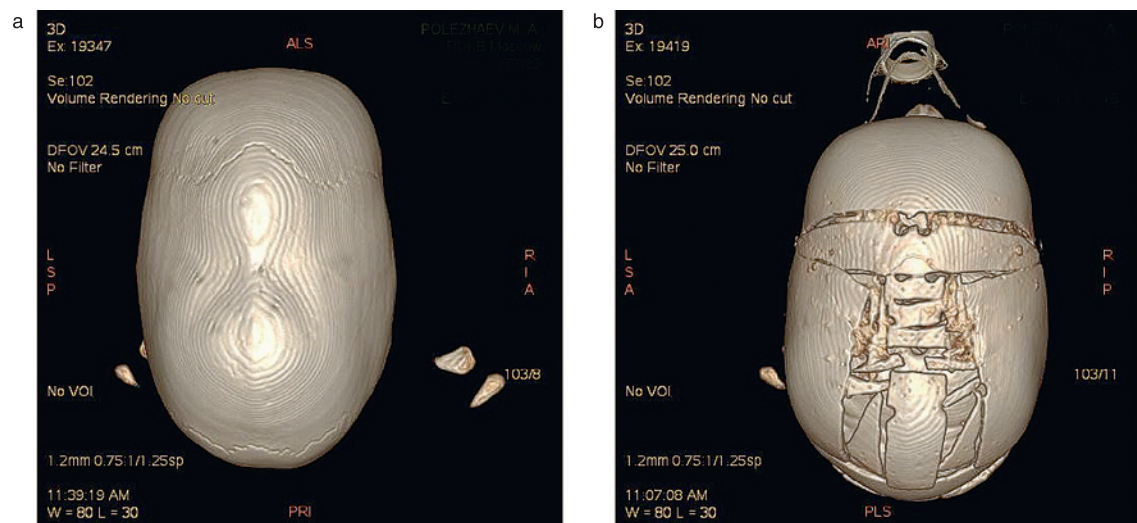 a
3D
Ex: 19347
ALS
Se:102
Volume Rendering No cut
DFOV 24.5 cm
No Filter
L
S
P
R
I
A
103/8
No VOI
1.2mm 0.75:1/1.25sp
11:39:19 AM
W = 80 L = 30
PRI
b
3D
Ex: 19419
Se:102
Volume Rendering No cut
DFOV 25.0 cm
No Filter
L
S
A
R
I
P
103/11
No VOI
1.2mm 0.75:1/1.25sp
11:07:08 AM
W = 80 L = 30
PLS